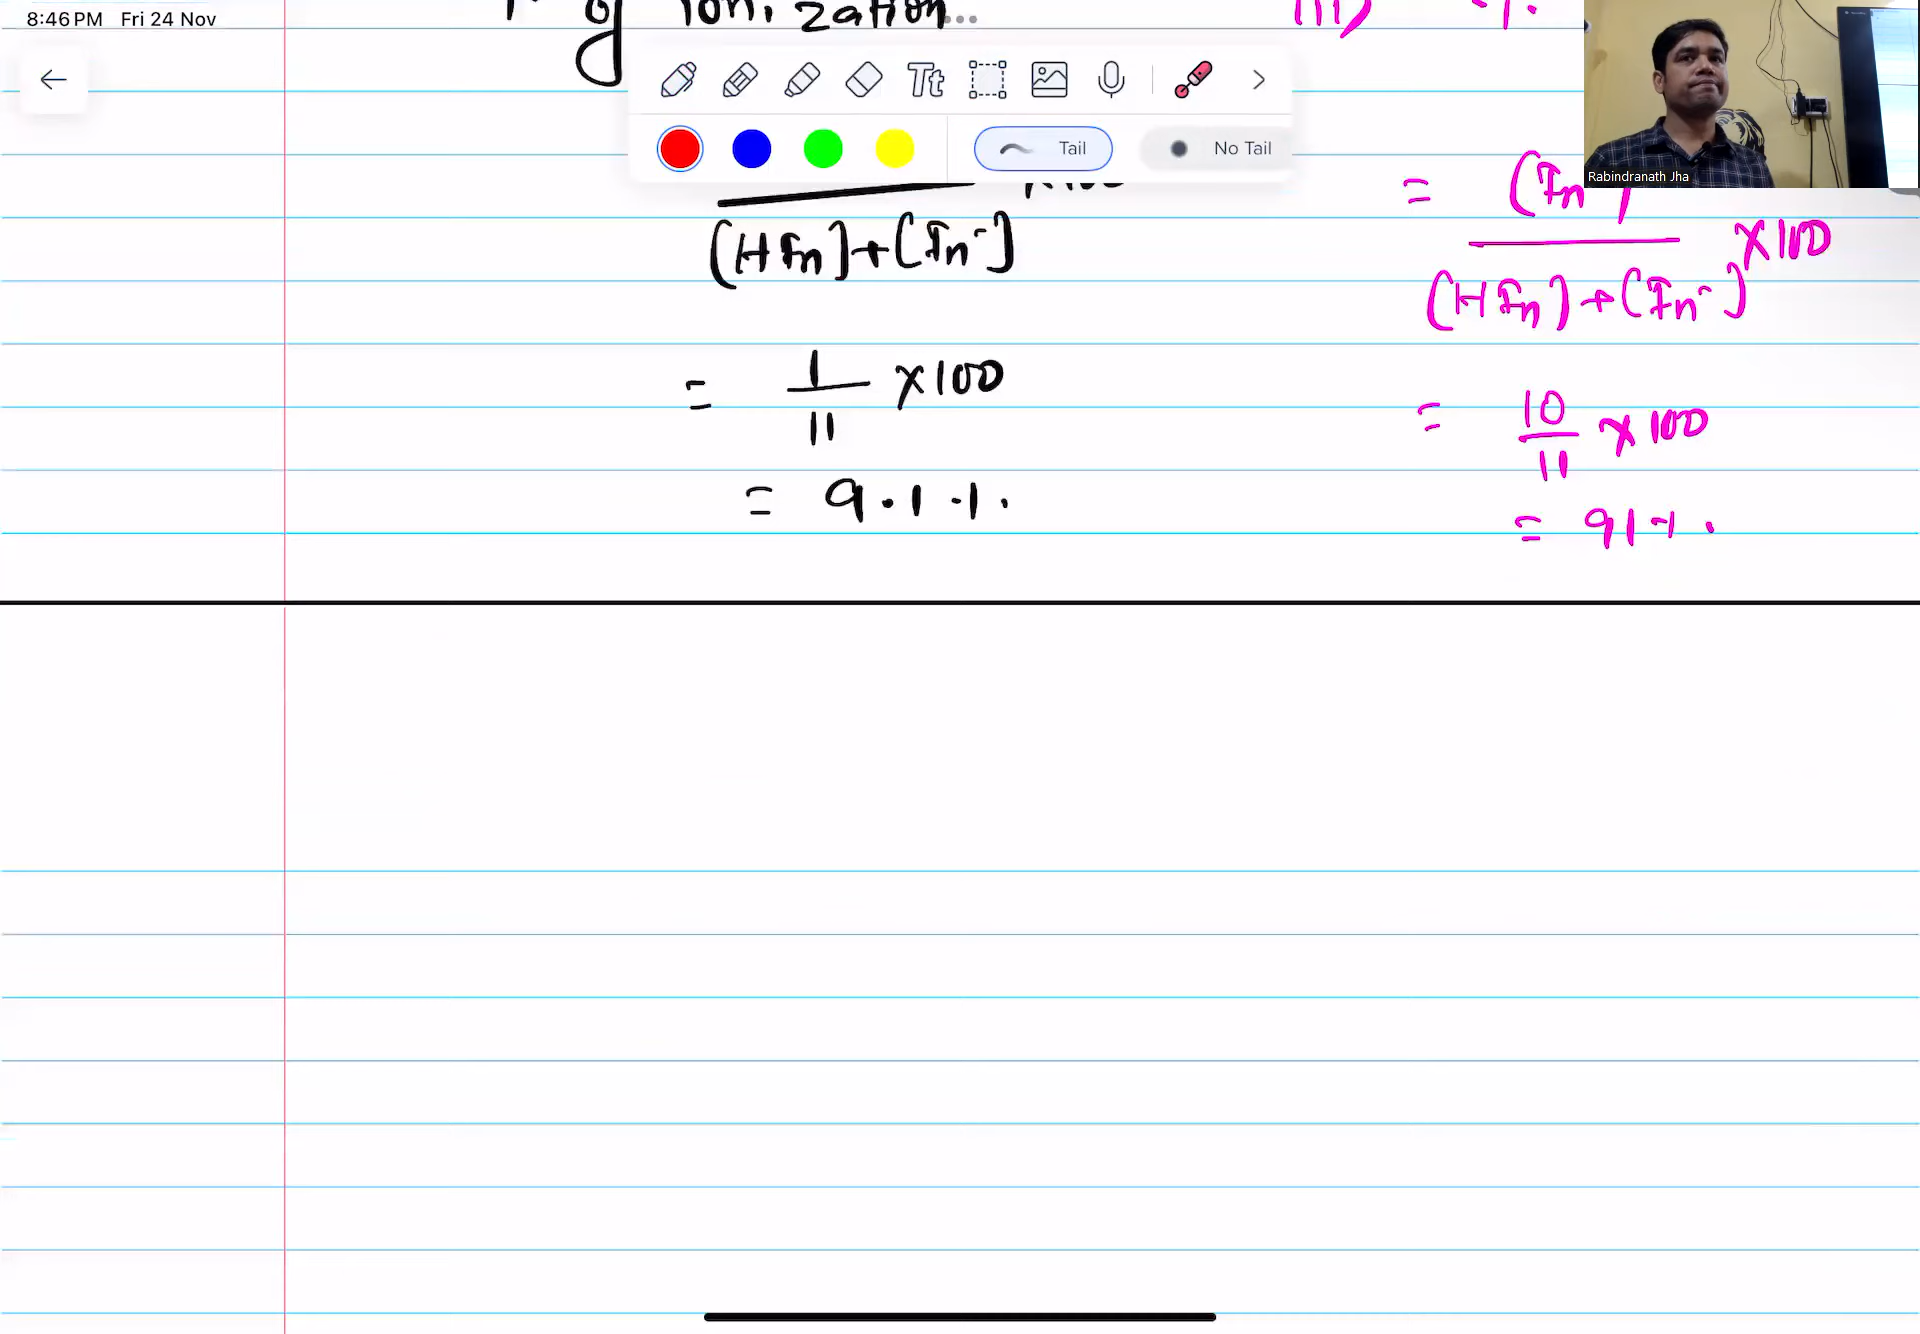 8:46 PM Fri 24 Nov
of ionization
Tt
Tail
No Tail
Rabindranath Jha
(HIn)+(In⁻)
= 1/11 ×100
= 9.1 %
= (In⁻)
×100
(HIn)+(In⁻)
= 10/11 ×100
= 91 %